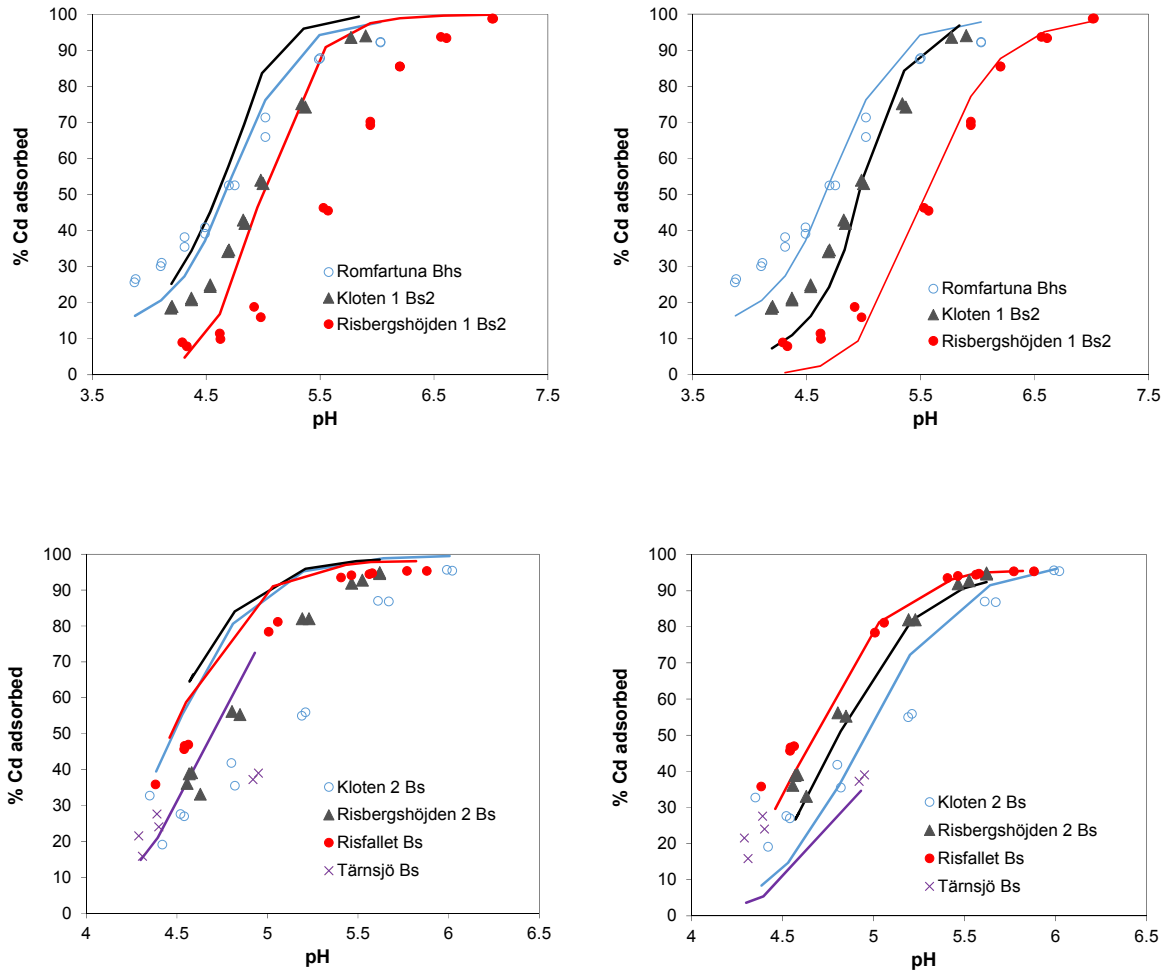 % Cd adsorbed
100
90
80
70
60
50
40
30
20
10
0
3.5 4.5 5.5 6.5 7.5
pH
Romfartuna Bhs
Kloten 1 Bs2
Risbergshöjden 1 Bs2
% Cd adsorbed
100
90
80
70
60
50
40
30
20
10
0
3.5 4.5 5.5 6.5 7.5
pH
Romfartuna Bhs
Kloten 1 Bs2
Risbergshöjden 1 Bs2
% Cd adsorbed
100
90
80
70
60
50
40
30
20
10
0
4 4.5 5 5.5 6 6.5
pH
Kloten 2 Bs
Risbergshöjden 2 Bs
Risfallet Bs
Tärnsjö Bs
% Cd adsorbed
100
90
80
70
60
50
40
30
20
10
0
4 4.5 5 5.5 6 6.5
pH
Kloten 2 Bs
Risbergshöjden 2 Bs
Risfallet Bs
Tärnsjö Bs